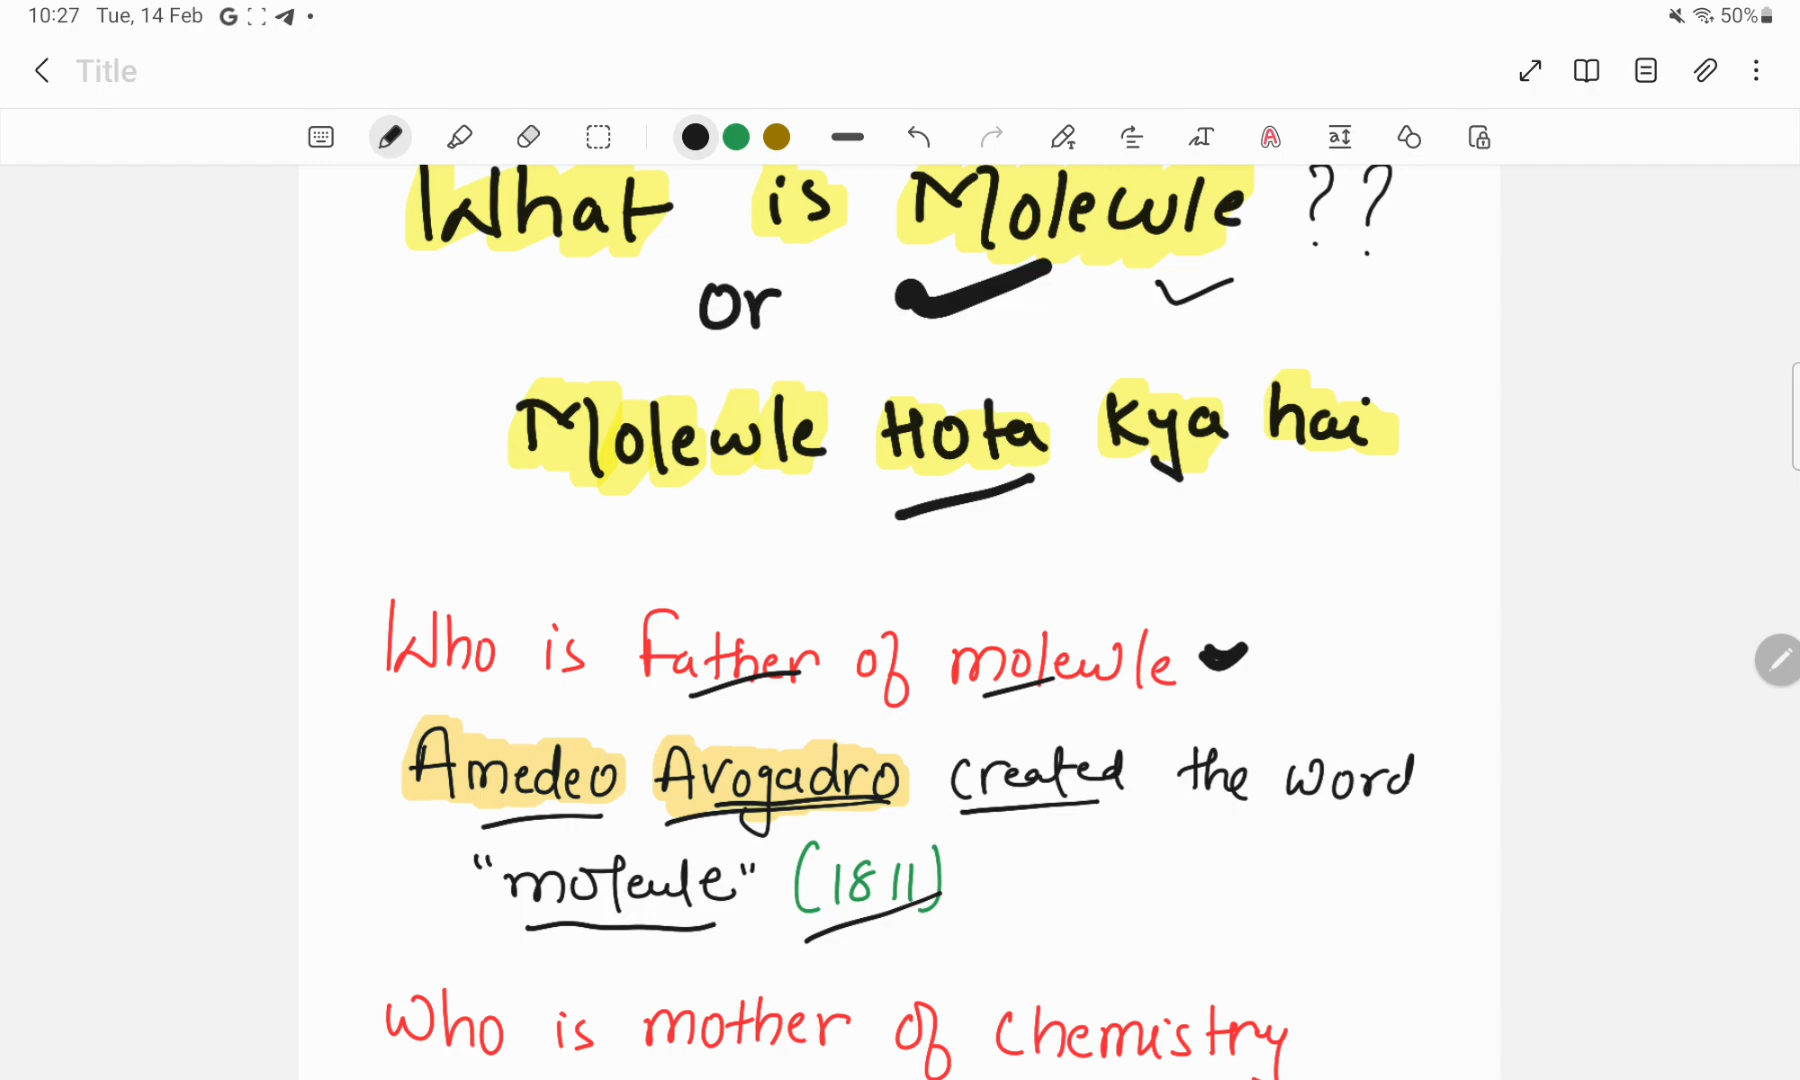 10:27 Tue, 14 Feb G 50%
Title
What is Molecule ??
or
Molecule Hota Kya hai
Who is father of molecule
Amedeo Avogadro created the word
"molecule" (1811)
Who is mother of chemistry